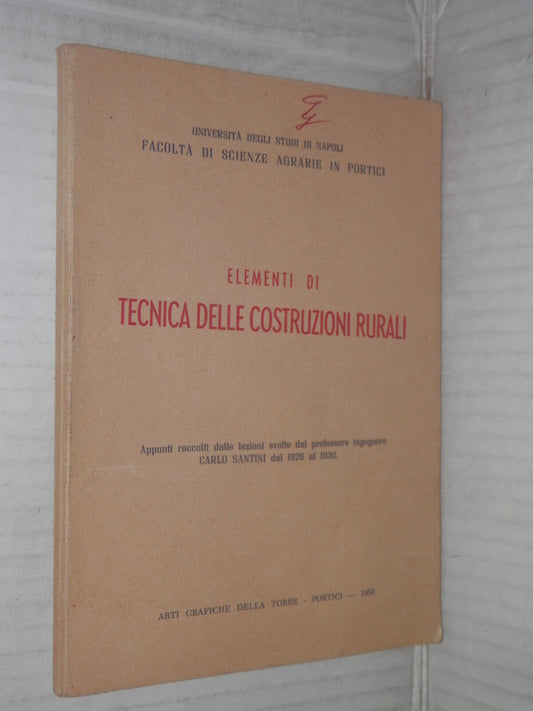 UNIVERSITÀ DEGLI STUDI DI NAPOLI
FACOLTÀ DI SCIENZE AGRARIE IN PORTICI
ELEMENTI DI
TECNICA DELLE COSTRUZIONI RURALI
Appunti raccolti dalle lezioni svolte dal professore ingegnere
CARLO SANTINI dal 1926 al 1930.
ARTI GRAFICHE DELLA TORRE - PORTICI —